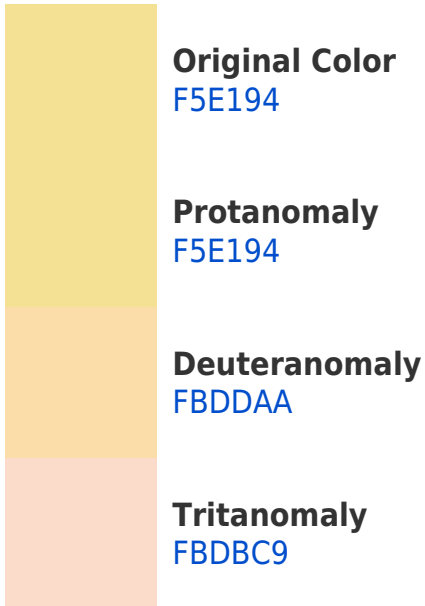 Original Color
F5E194
Protanomaly
F5E194
Deuteranomaly
FBDDAA
Tritanomaly
FBDBC9